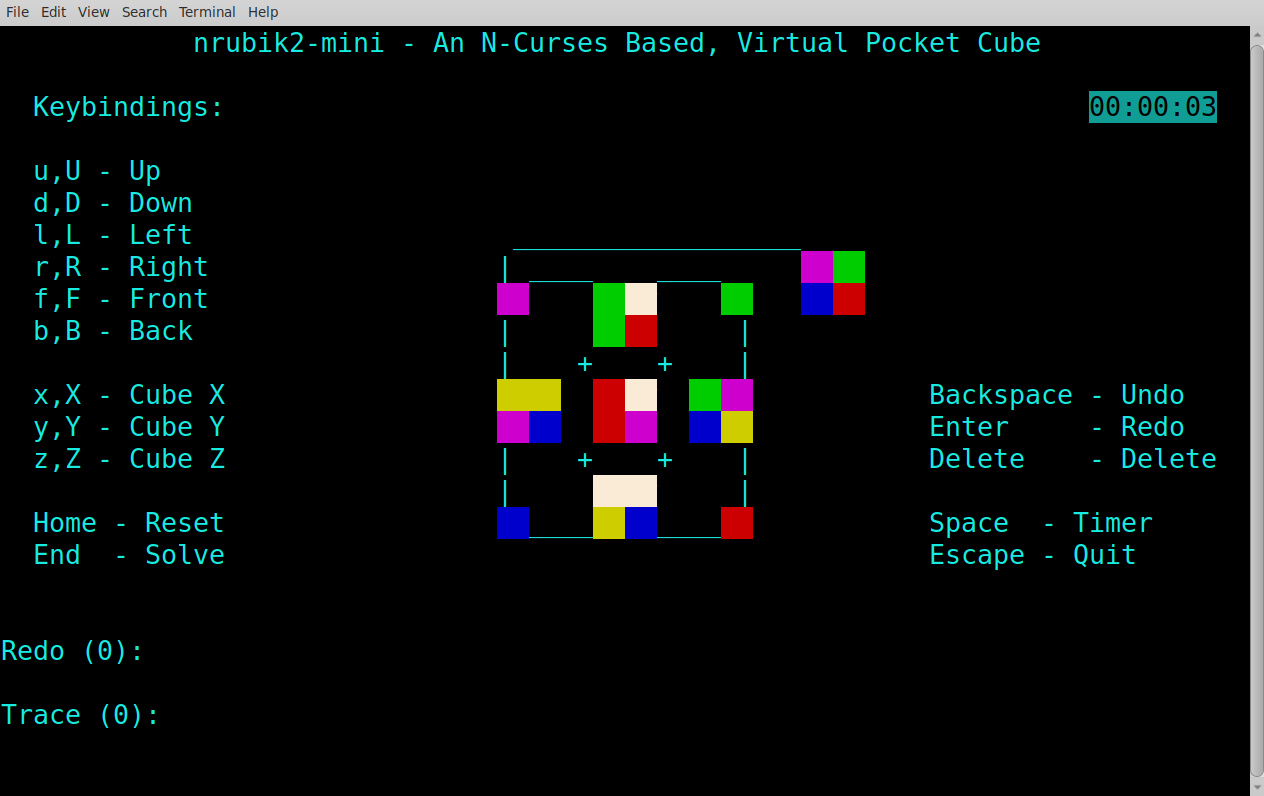 File Edit View Search Terminal Help
nrubik2-mini - An N-Curses Based, Virtual Pocket Cube
Keybindings:
00:00:03
u,U - Up
d,D - Down
l,L - Left
r,R - Right
f,F - Front
b,B - Back
x,X - Cube X
y,Y - Cube Y
z,Z - Cube Z
Home - Reset
End  - Solve
+ +
+ +
Backspace - Undo
Enter     - Redo
Delete    - Delete
Space  - Timer
Escape - Quit
Redo (0):
Trace (0):